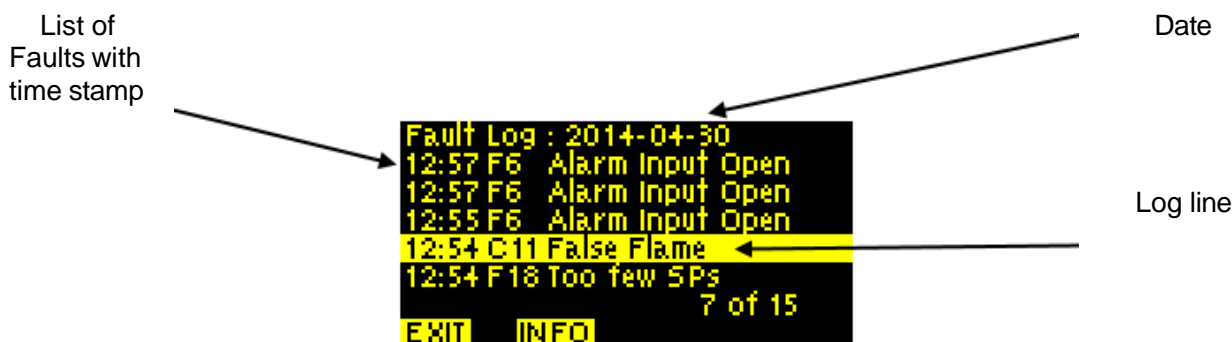 List of
Faults with
time stamp
Date
Fault Log : 2014-04-30
12:57 F6 Alarm Input Open
12:57 F6 Alarm Input Open
12:55 F6 Alarm Input Open
Log line
12:54 C11 False Flame
12:54 F18 Too few SPs
7 of 15
EXIT INFO